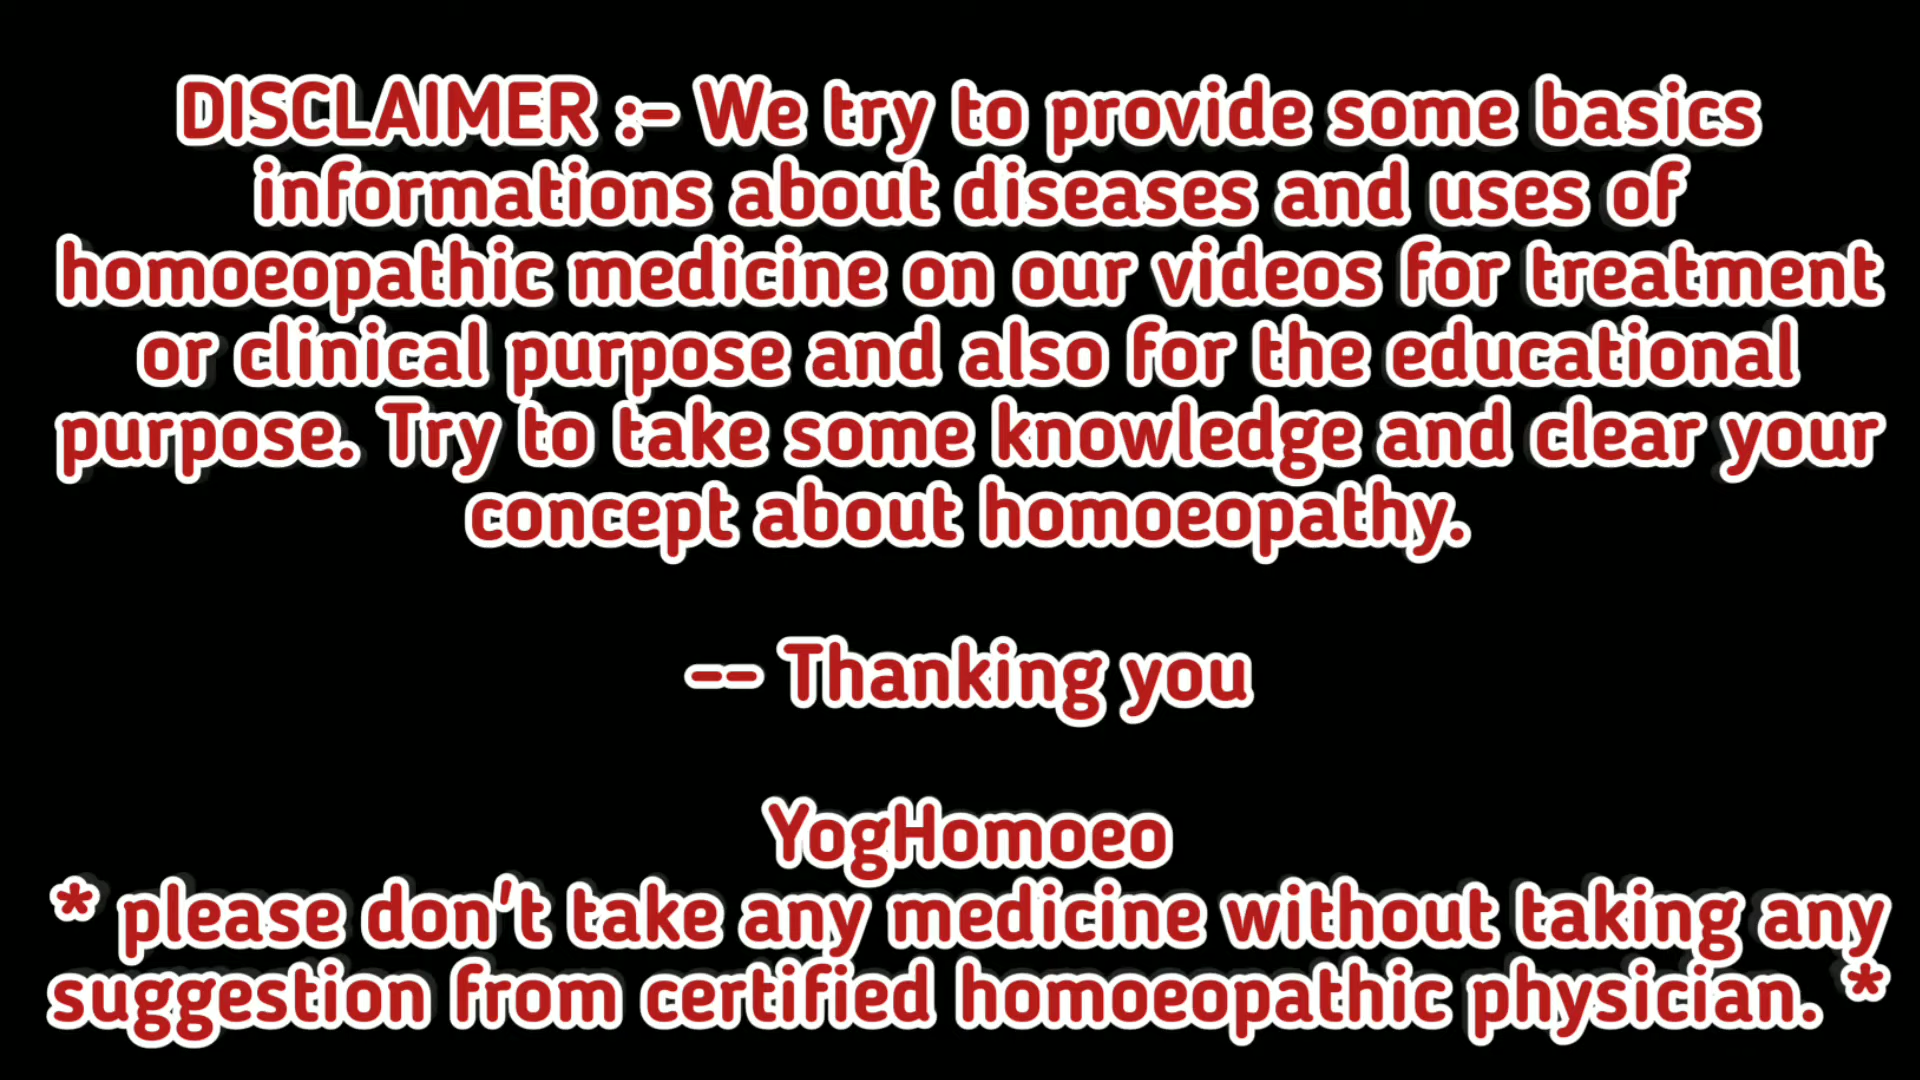 DISCLAIMER :- We try to provide some basics
informations about diseases and uses of
homoeopathic medicine on our videos for treatment
or clinical purpose and also for the educational
purpose. Try to take some knowledge and clear your
concept about homoeopathy.
-- Thanking you
YogHomoeo
* please don't take any medicine without taking any
suggestion from certified homoeopathic physician. *